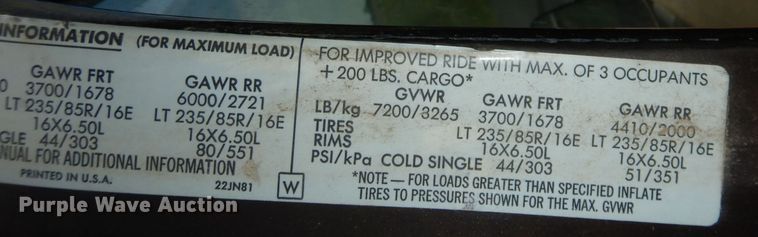 INFORMATION (FOR MAXIMUM LOAD)
GAWR FRT GAWR RR
0 3700/1678 6000/2721
LT 235/85R/16E LT 235/85R/16E
16X6.50L 16X6.50L
GLE 44/303 80/551
NUAL FOR ADDITIONAL INFORMATION
PRINTED IN U.S.A. 22JN81 W
FOR IMPROVED RIDE WITH MAX. OF 3 OCCUPANTS
+200 LBS. CARGO*
GVWR GAWR FRT GAWR RR
LB/kg 7200/3265 3700/1678 4410/2000
TIRES LT 235/85R/16E LT 235/85R/16E
RIMS 16X6.50L 16X6.50L
PSI/kPa COLD SINGLE 44/303 51/351
*NOTE — FOR LOADS GREATER THAN SPECIFIED INFLATE
TIRES TO PRESSURES SHOWN FOR THE MAX. GVWR
Purple Wave Auction